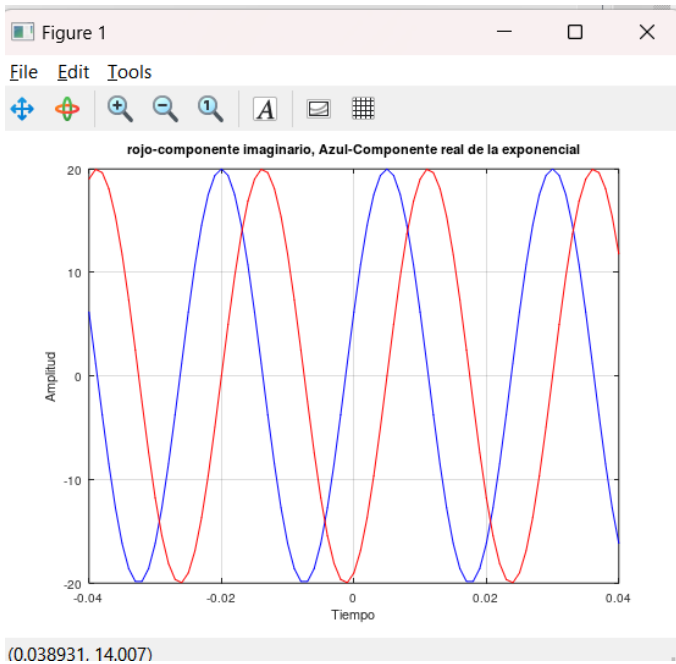 Figure 1
File Edit Tools
A
rojo-componente imaginario, Azul-Componente real de la exponencial
20
10
0
-10
-20
Amplitud
-0.04 -0.02 0 0.02 0.04
Tiempo
(0.038931, 14.007)